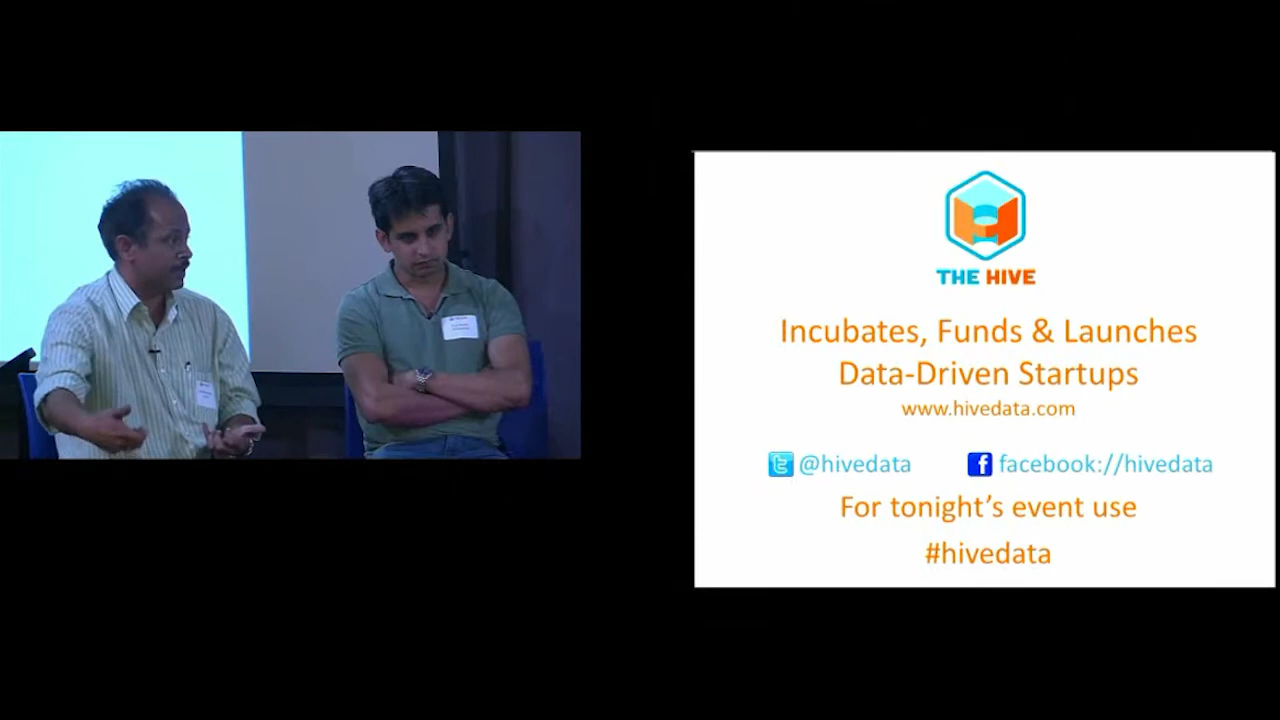 THE HIVE
Incubates, Funds & Launches
Data-Driven Startups
www.hivedata.com
@hivedata
facebook://hivedata
For tonight's event use
#hivedata